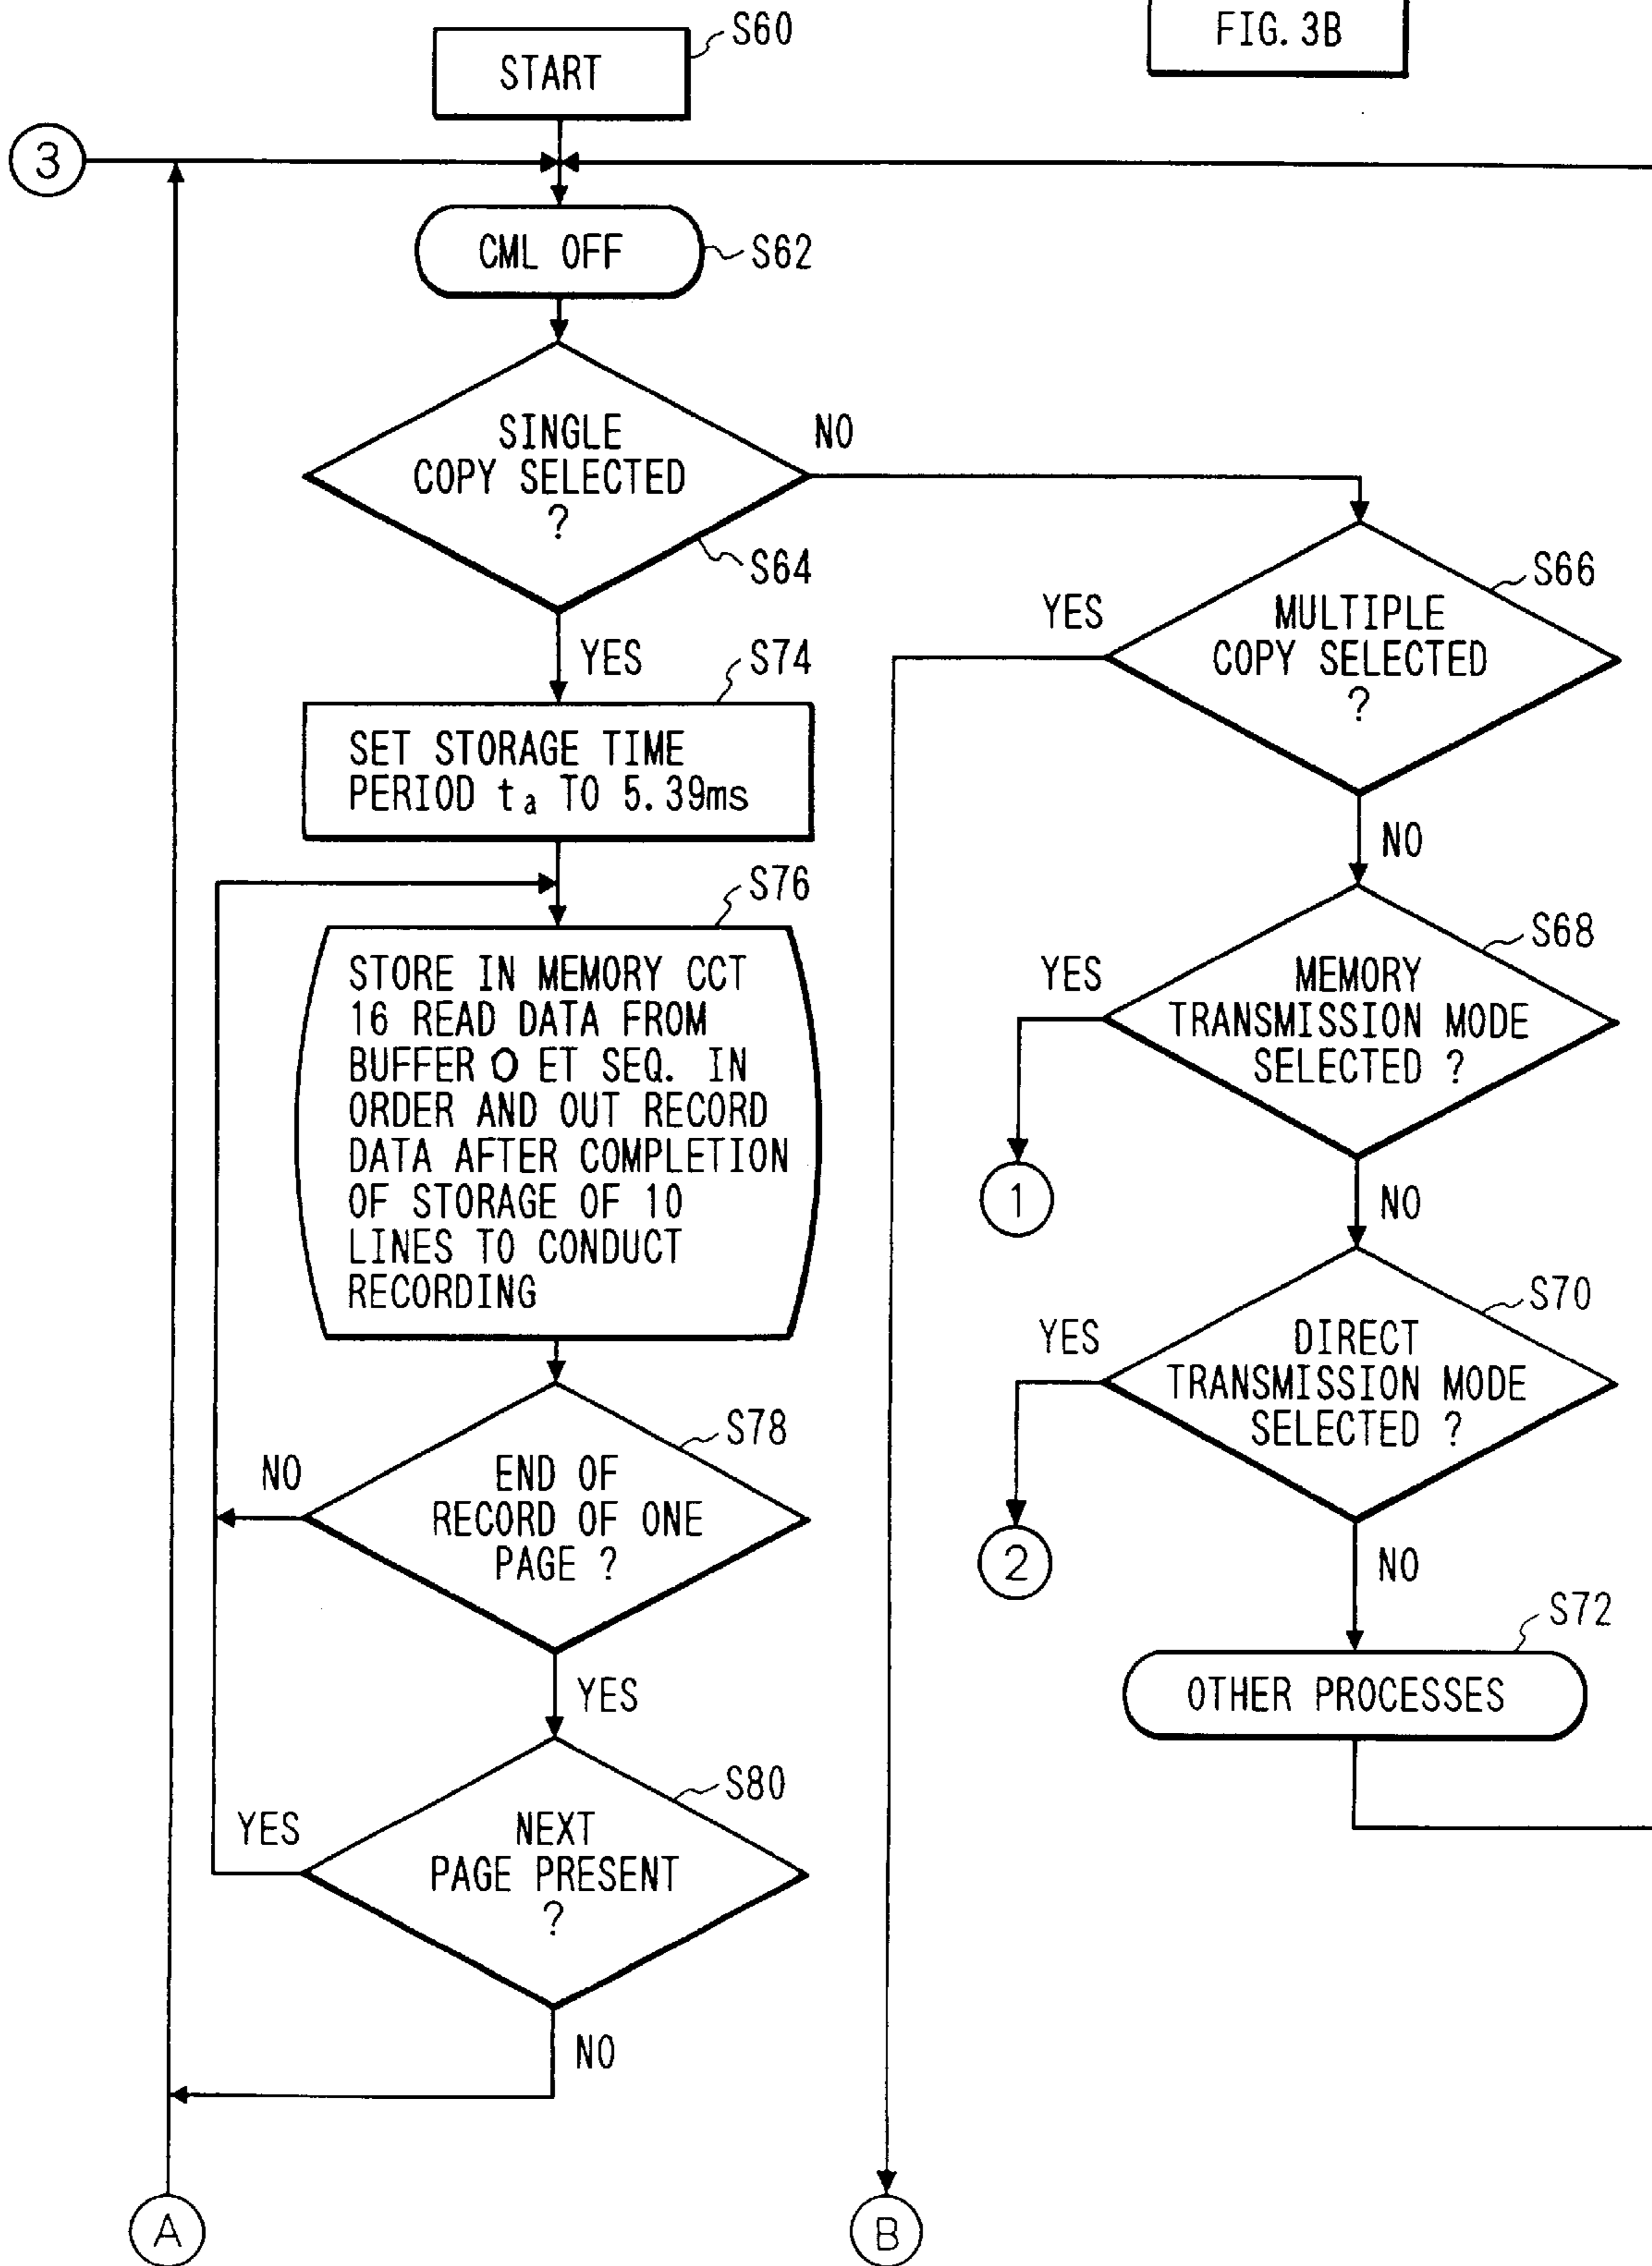 FIG. 3B
START
S60
3
CML OFF
S62
SINGLE
COPY SELECTED
?
NO
S64
YES
MULTIPLE
COPY SELECTED
?
S66
YES
NO
S74
SET STORAGE TIME
PERIOD ta TO 5.39ms
S76
STORE IN MEMORY CCT
16 READ DATA FROM
BUFFER O ET SEQ. IN
ORDER AND OUT RECORD
DATA AFTER COMPLETION
OF STORAGE OF 10
LINES TO CONDUCT
RECORDING
S68
YES
MEMORY
TRANSMISSION MODE
SELECTED ?
1
NO
S70
YES
DIRECT
TRANSMISSION MODE
SELECTED ?
2
NO
S78
NO
END OF
RECORD OF ONE
PAGE ?
YES
S72
OTHER PROCESSES
S80
YES
NEXT
PAGE PRESENT
?
NO
A
B